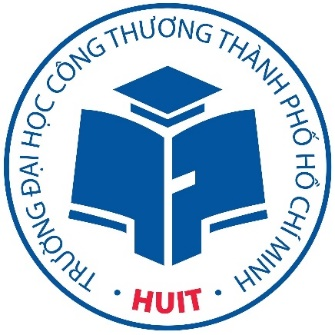 TRƯỜNG ĐẠI HỌC CÔNG THƯƠNG THÀNH PHỐ HỒ CHÍ MINH
HUIT